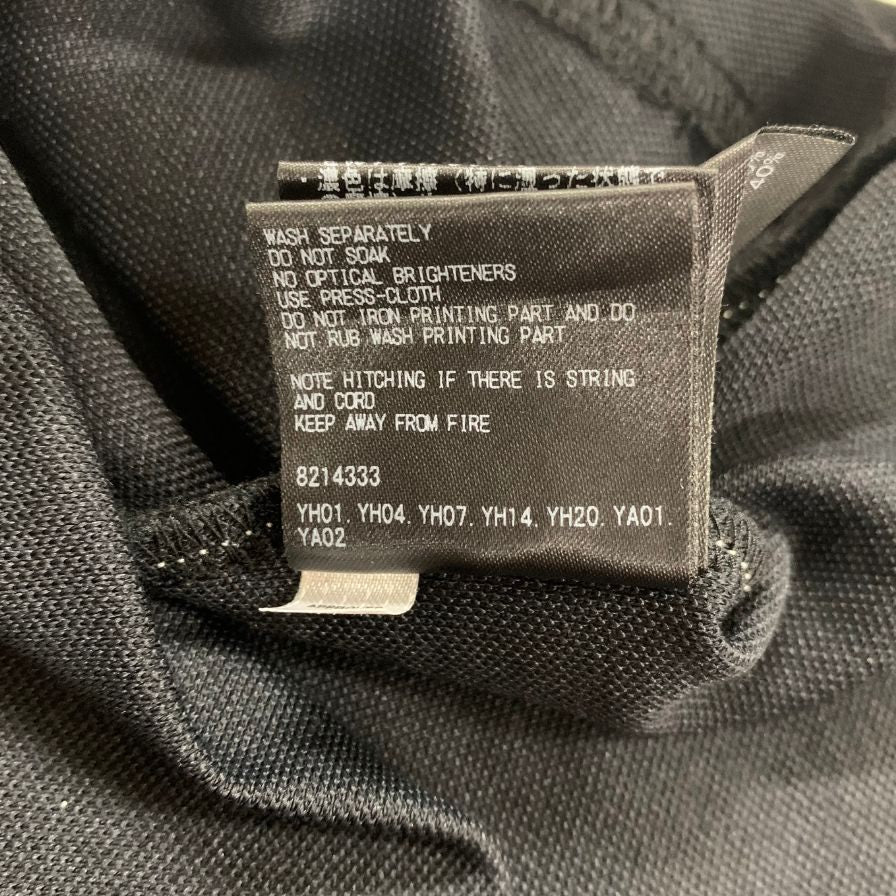 40%
WASH SEPARATELY
DO NOT SOAK
NO OPTICAL BRIGHTENERS
USE PRESS-CLOTH
DO NOT IRON PRINTING PART AND DO
NOT RUB WASH PRINTING PART
NOTE HITCHING IF THERE IS STRING
AND CORD
KEEP AWAY FROM FIRE
8214333
YH01. YH04. YH07. YH14. YH20. YA01.
YA02